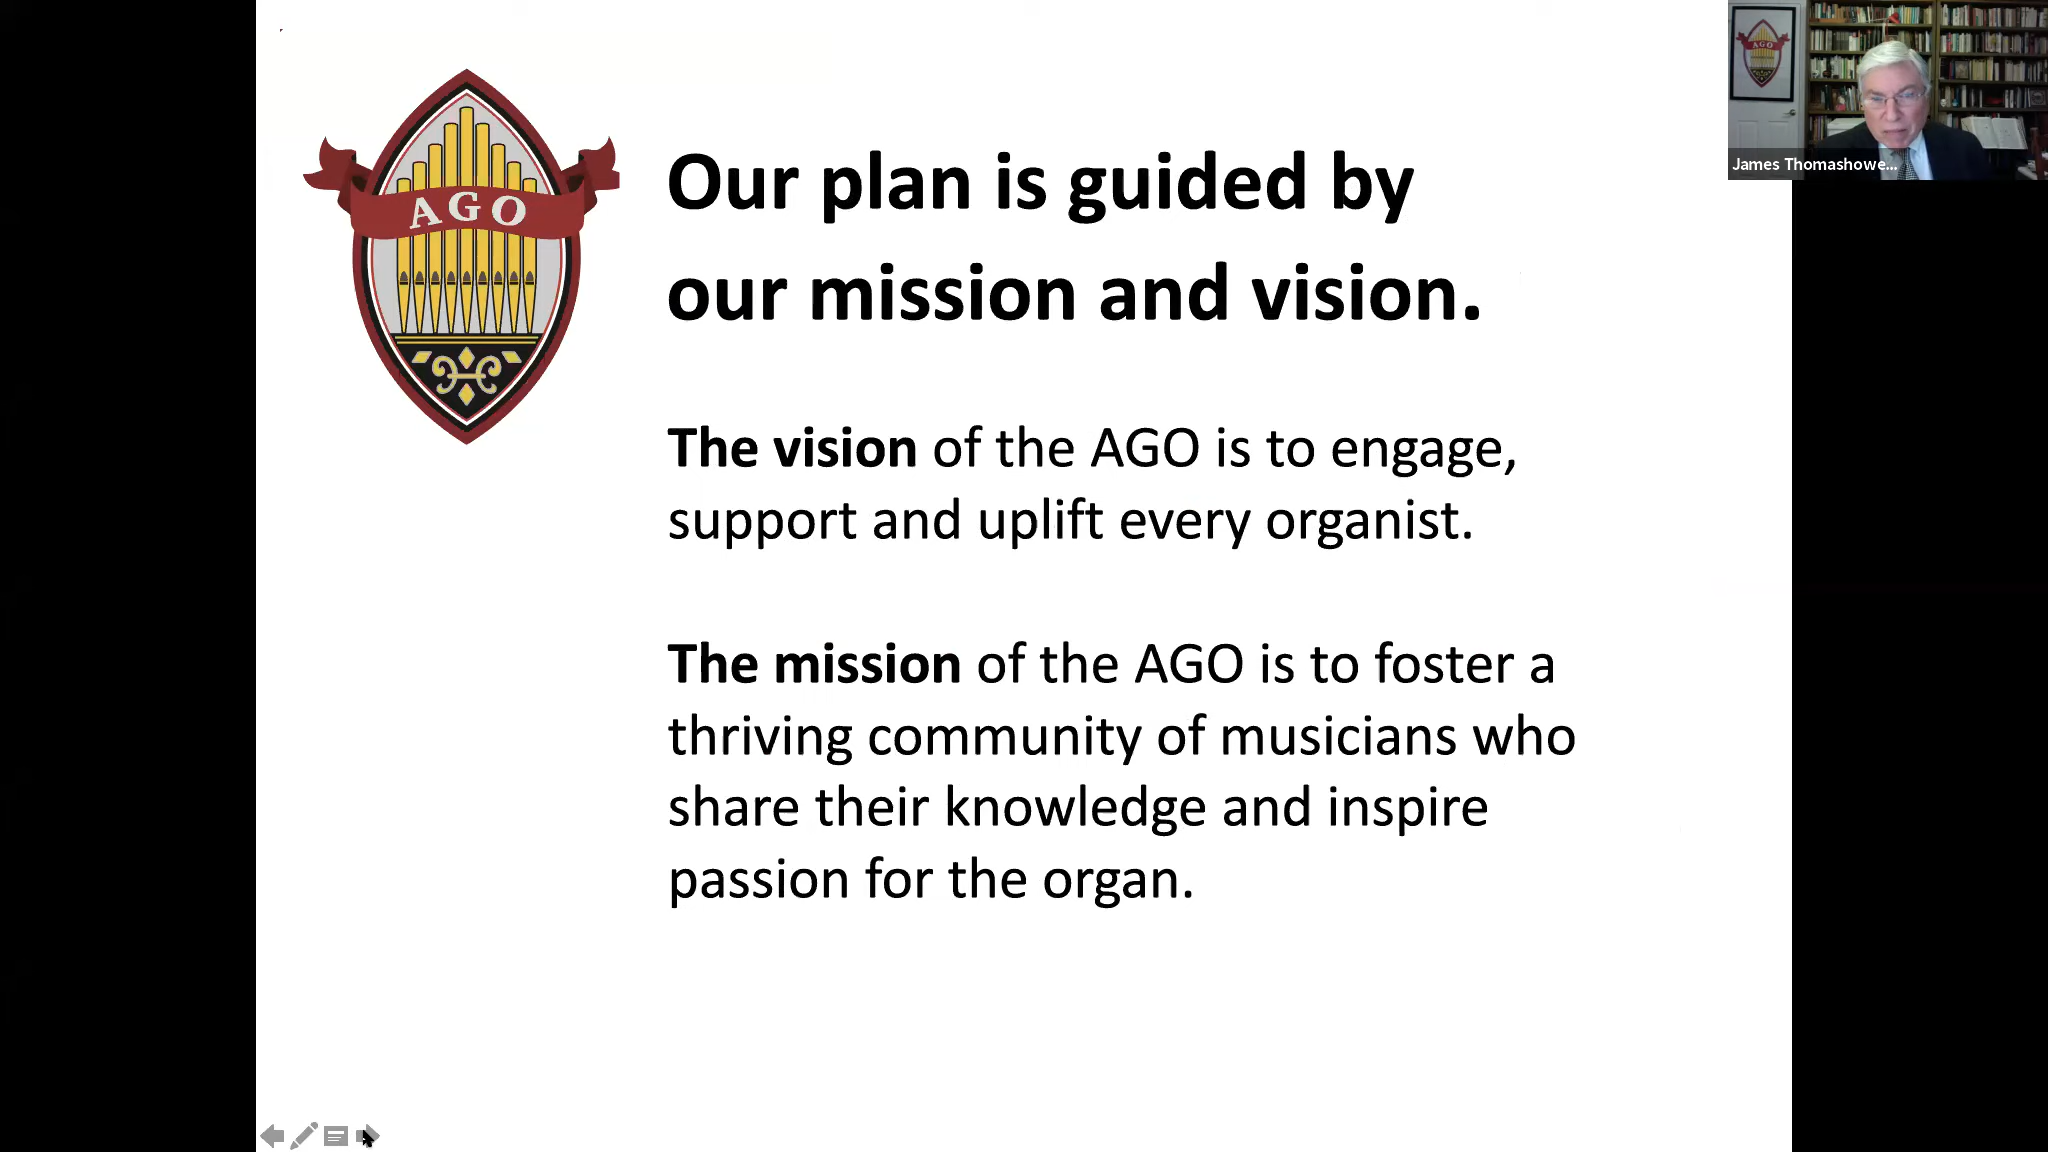 AGO
Our plan is guided by
our mission and vision.
The vision of the AGO is to engage,
support and uplift every organist.
The mission of the AGO is to foster a
thriving community of musicians who
share their knowledge and inspire
passion for the organ.
AGO
James Thomashowe...